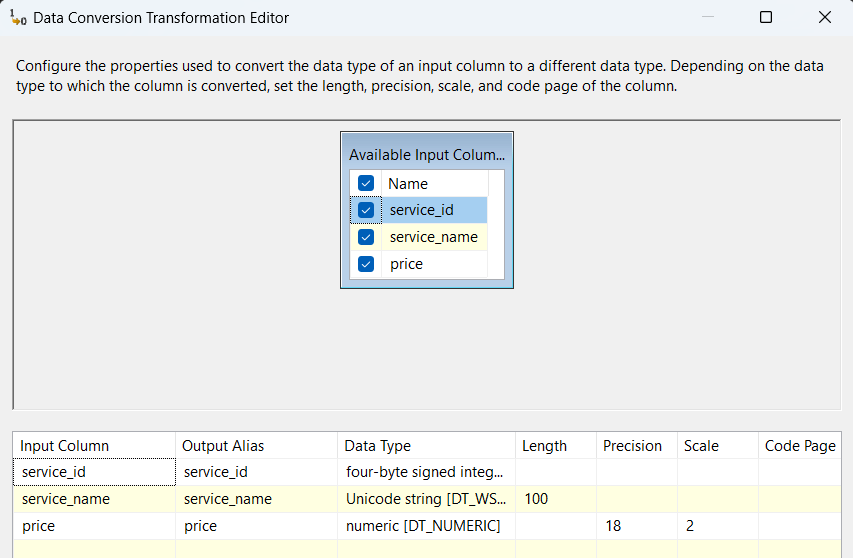 Data Conversion Transformation Editor
Configure the properties used to convert the data type of an input column to a different data type. Depending on the data
type to which the column is converted, set the length, precision, scale, and code page of the column.
Available Input Colum...
Name
service_id
service_name
price
Input Column Output Alias Data Type Length Precision Scale Code Page
service_id service_id four-byte signed integ...
service_name service_name Unicode string [DT_WS... 100
price price numeric [DT_NUMERIC] 18 2